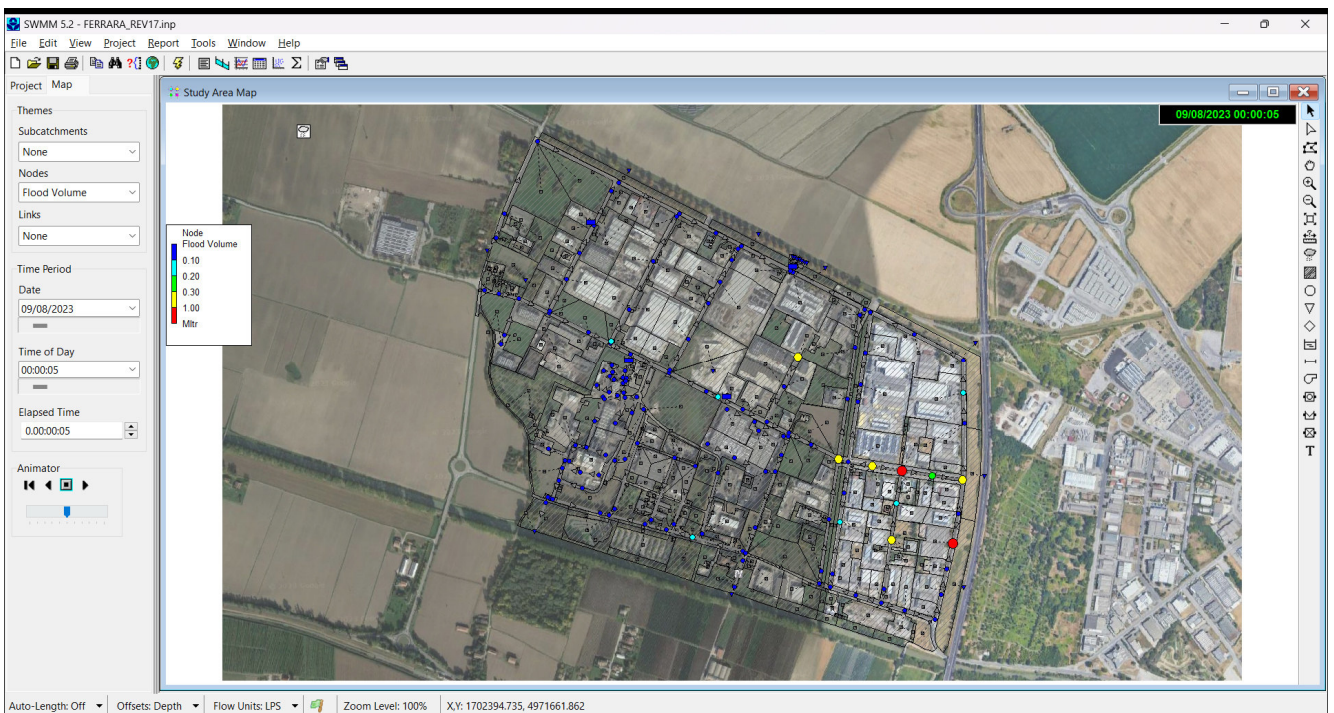 SWMM 5.2 - FERRARA_REV17.inp
File Edit View Project Report Tools Window Help
Project Map
Study Area Map
09/08/2023 00:00:05
Themes
Subcatchments
None
Nodes
Flood Volume
Links
None
Time Period
Date
09/08/2023
Time of Day
00:00:05
Elapsed Time
0.00:00:05
Animator
Node
Flood Volume
0.10
0.20
0.30
1.00
Mltr
T
Auto-Length: Off Offsets: Depth Flow Units: LPS Zoom Level: 100% X,Y: 1702394.735, 4971661.862